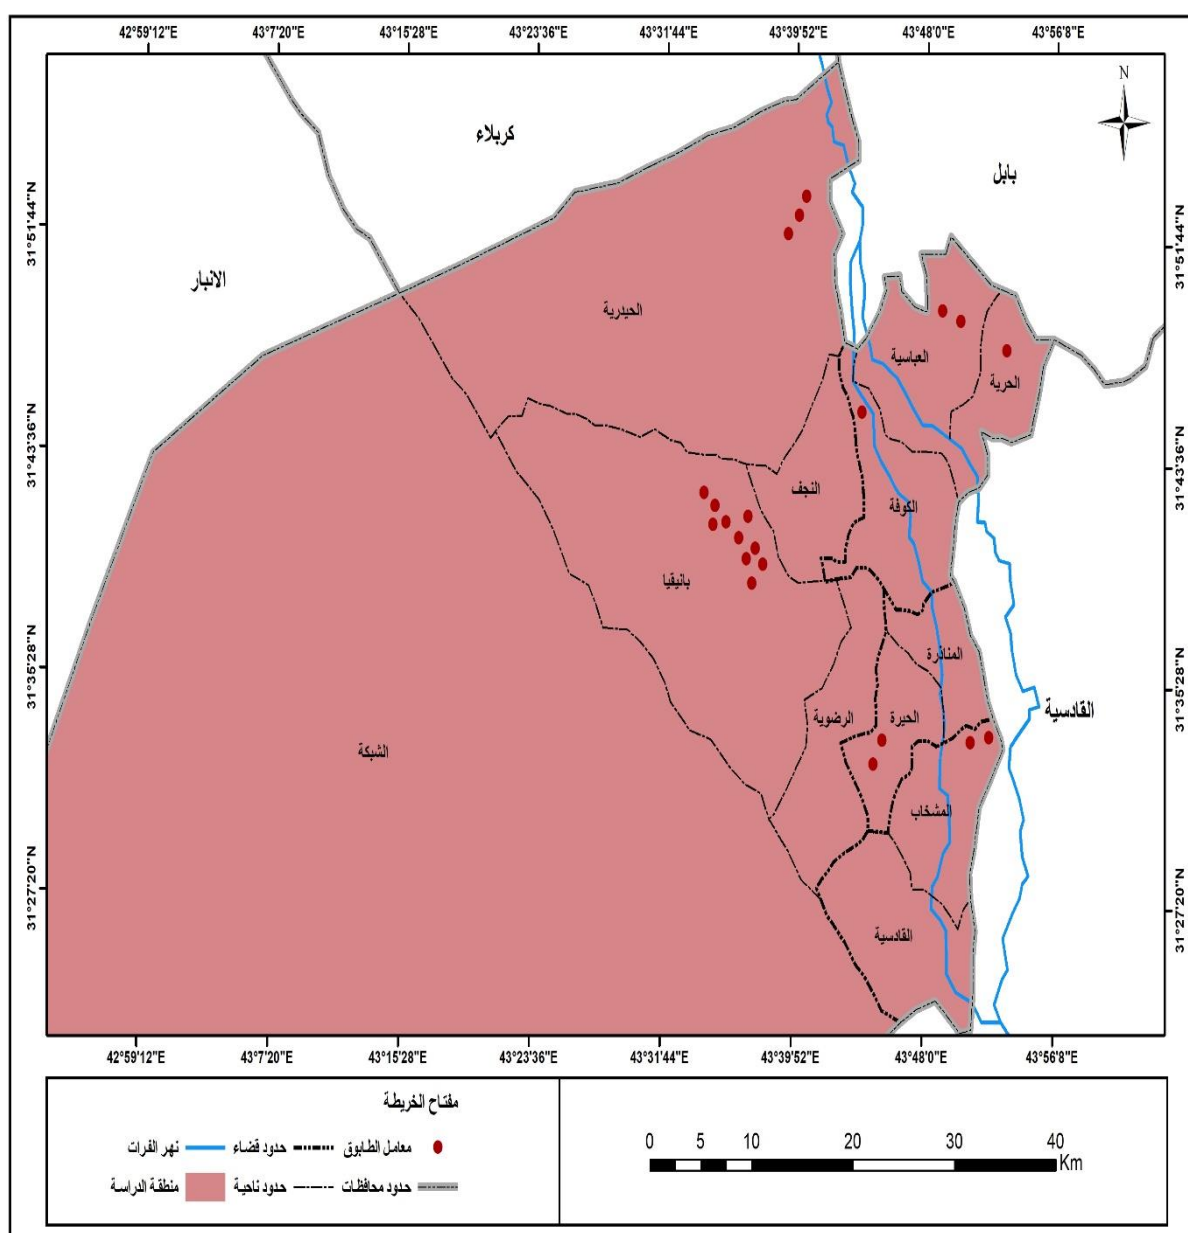 42°59'12"E 43°7'20"E 43°15'28"E 43°23'36"E 43°31'44"E 43°39'52"E 43°48'0"E 43°56'8"E
N
كربلاء
بابل
31°51'44"N
31°51'44"N
الانبار
الحيدرية
العباسية
الحرية
31°43'36"N
31°43'36"N
النجف
الكوفة
بانيقيا
31°35'28"N
31°35'28"N
المناذرة
القادسية
الرضوية
الحيرة
الشبكة
المشخاب
31°27'20"N
31°27'20"N
القادسية
42°59'12"E 43°7'20"E 43°15'28"E 43°23'36"E 43°31'44"E 43°39'52"E 43°48'0"E 43°56'8"E
مفتاح الخريطة
معامل الطابوق حدود قضاء نهر الفرات
حدود محافظات حدود ناحية منطقة الدراسة
0 5 10 20 30 40
Km